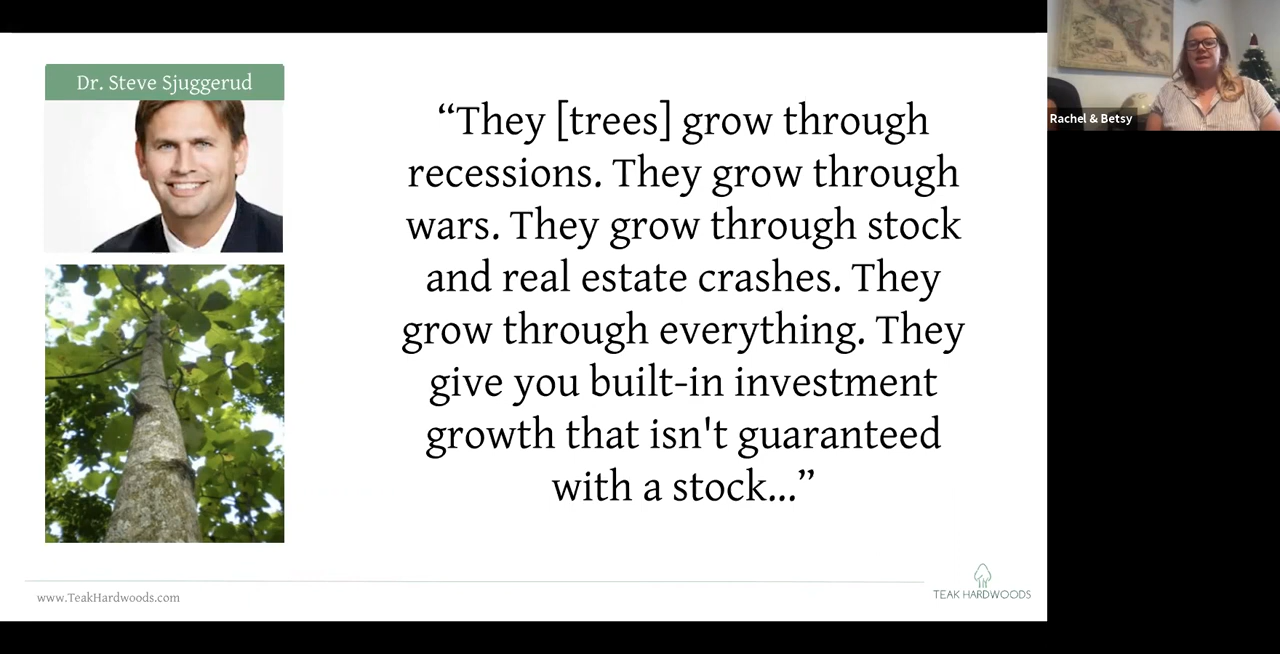 Dr. Steve Sjuggerud
“They [trees] grow through
recessions. They grow through
wars. They grow through stock
and real estate crashes. They
grow through everything. They
give you built-in investment
growth that isn't guaranteed
with a stock...”
www.TeakHardwoods.com
TEAK HARDWOODS
Rachel & Betsy